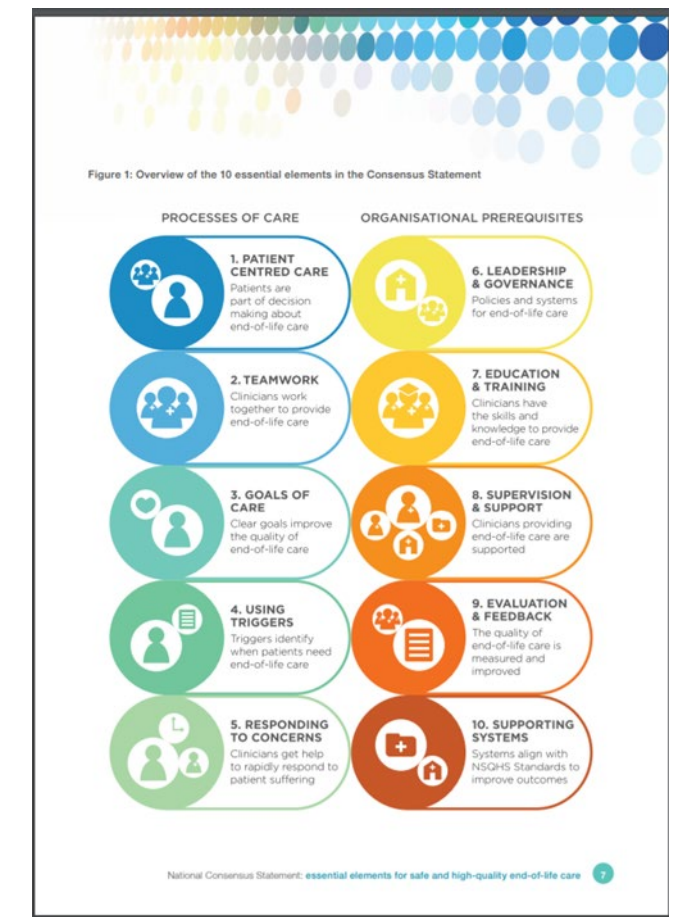 Figure 1: Overview of the 10 essential elements in the Consensus Statement
PROCESSES OF CARE
1. PATIENT
CENTRED CARE
Patients are
part of decision
making about
end-of-life care
2. TEAMWORK
Clinicians work
together to provide
end-of-life care
3. GOALS OF
CARE
Clear goals improve
the quality of
end-of-life care
4. USING
TRIGGERS
Triggers identify
when patients need
end-of-life care
5. RESPONDING
TO CONCERNS
Clinicians get help
to rapidly respond to
patient suffering
ORGANISATIONAL PREREQUISITES
6. LEADERSHIP
& GOVERNANCE
Policies and systems
for end-of-life care
7. EDUCATION
& TRAINING
Clinicians have
the skills and
knowledge to provide
end-of-life care
8. SUPERVISION
& SUPPORT
Clinicians providing
end-of-life care are
supported
9. EVALUATION
& FEEDBACK
The quality of
end-of-life care is
measured and
improved
10. SUPPORTING
SYSTEMS
Systems align with
NSQHS Standards to
improve outcomes
National Consensus Statement: essential elements for safe and high-quality end-of-life care 7